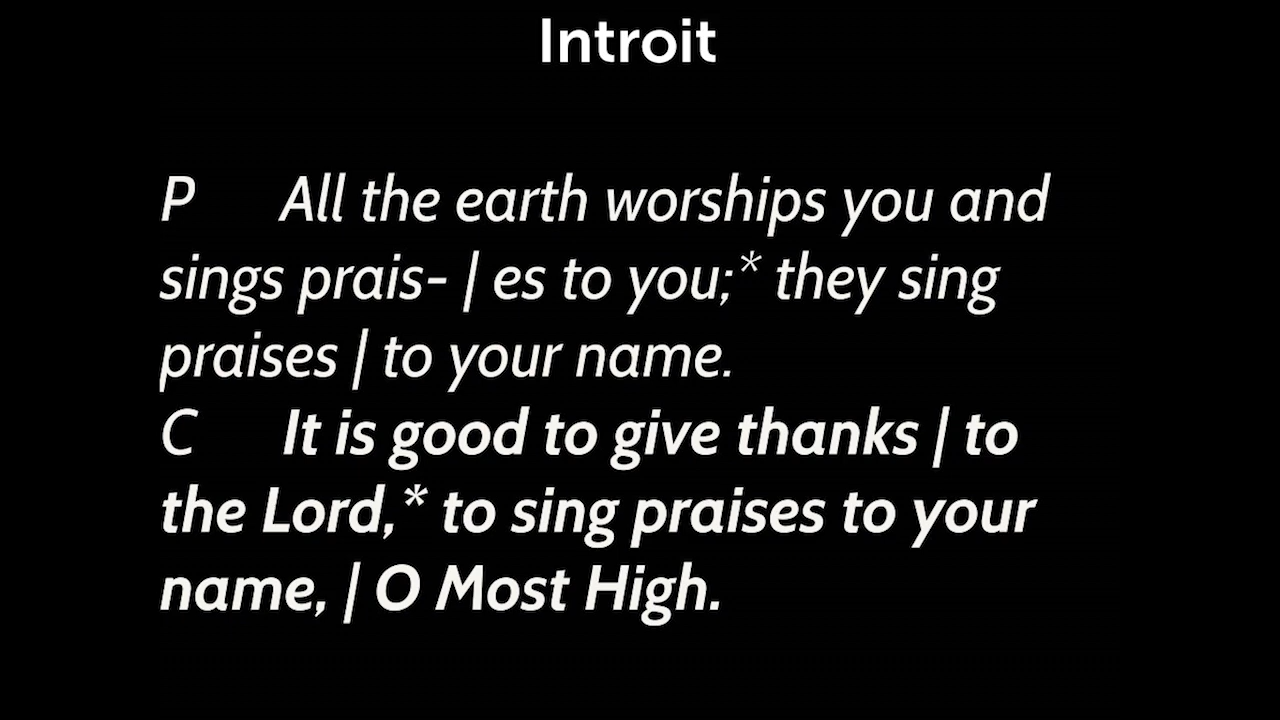 Introit
P All the earth worships you and
sings prais- | es to you;* they sing
praises | to your name.
C It is good to give thanks | to
the Lord,* to sing praises to your
name, | O Most High.